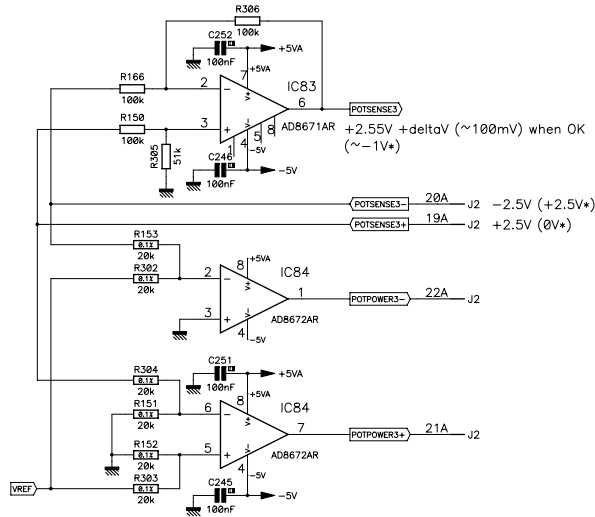 R306
100k
C252
+5VA
100nF
+5VA
7
V+
R166
100k
2
−
IC83
6
POTSENSE3
R150
100k
3
+
AD8671AR
+2.55V +deltaV (~100mV) when OK
(~-1V*)
R305
51k
V-
1
4
5
8
-5V
C246
100nF
-5V
POTSENSE3-
20A
J2
-2.5V (+2.5V*)
POTSENSE3+
19A
J2
+2.5V (0V*)
R153
0.1%
20k
R302
0.1%
20k
+5VA
8
V+
2
−
IC84
1
POTPOWER3-
22A
J2
3
+
AD8672AR
V-
4
-5V
C251
+5VA
100nF
R304
0.1%
20k
+5VA
8
V+
R151
0.1%
20k
6
−
IC84
7
POTPOWER3+
21A
J2
R152
0.1%
20k
5
+
AD8672AR
V-
4
-5V
R303
0.1%
20k
VREF
C245
100nF
-5V